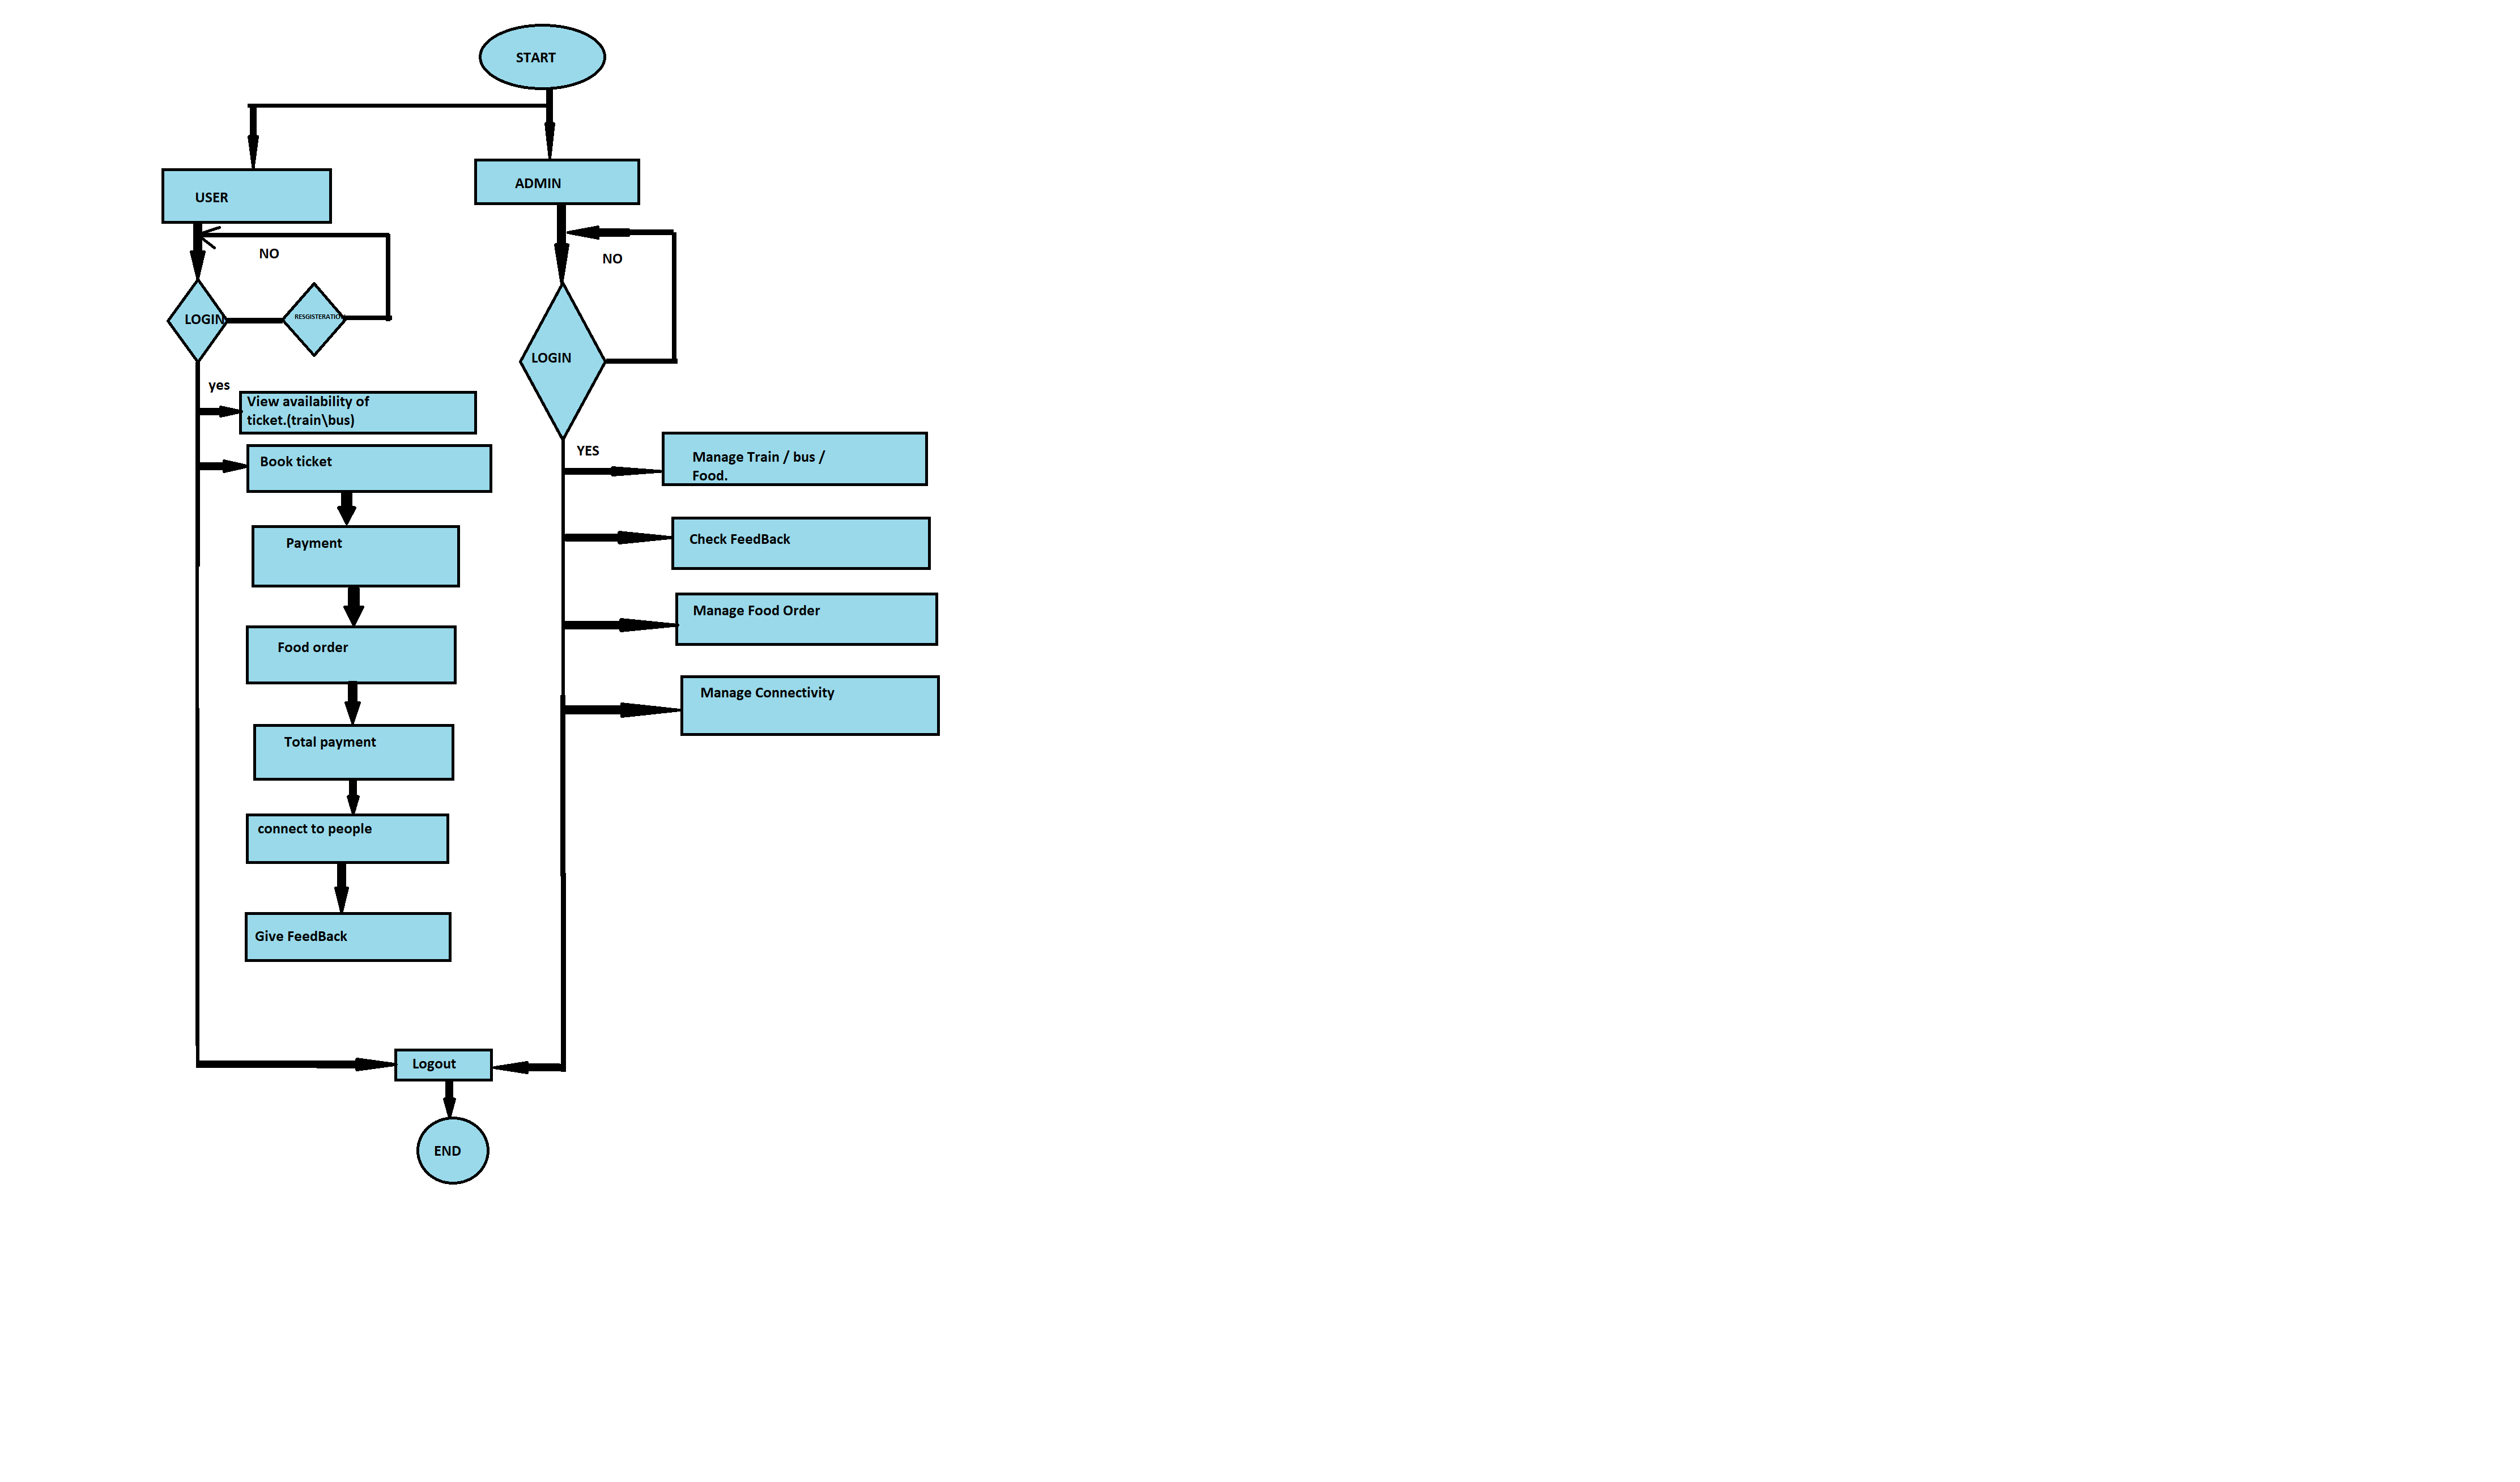 START
USER
ADMIN
NO
NO
LOGIN
RESGISTERATION
LOGIN
yes
View availability of
ticket.(train\bus)
Book ticket
Payment
Food order
Total payment
connect to people
Give FeedBack
YES
Manage Train / bus /
Food.
Check FeedBack
Manage Food Order
Manage Connectivity
Logout
END